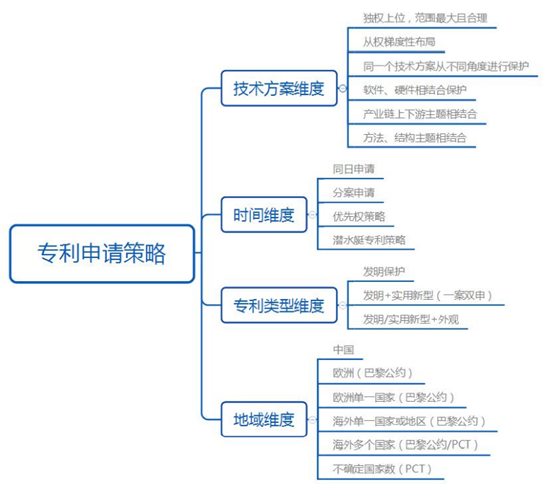 专利申请策略
技术方案维度
独权上位，范围最大且合理
从权梯度性布局
同一个技术方案从不同角度进行保护
软件、硬件相结合保护
产业链上下游主题相结合
方法、结构主题相结合
时间维度
同日申请
分案申请
优先权策略
潜水艇专利策略
专利类型维度
发明保护
发明+实用新型（一案双申）
发明/实用新型+外观
地域维度
中国
欧洲（巴黎公约）
欧洲单一国家（巴黎公约）
海外单一国家或地区（巴黎公约）
海外多个国家（巴黎公约/PCT）
不确定国家数（PCT）